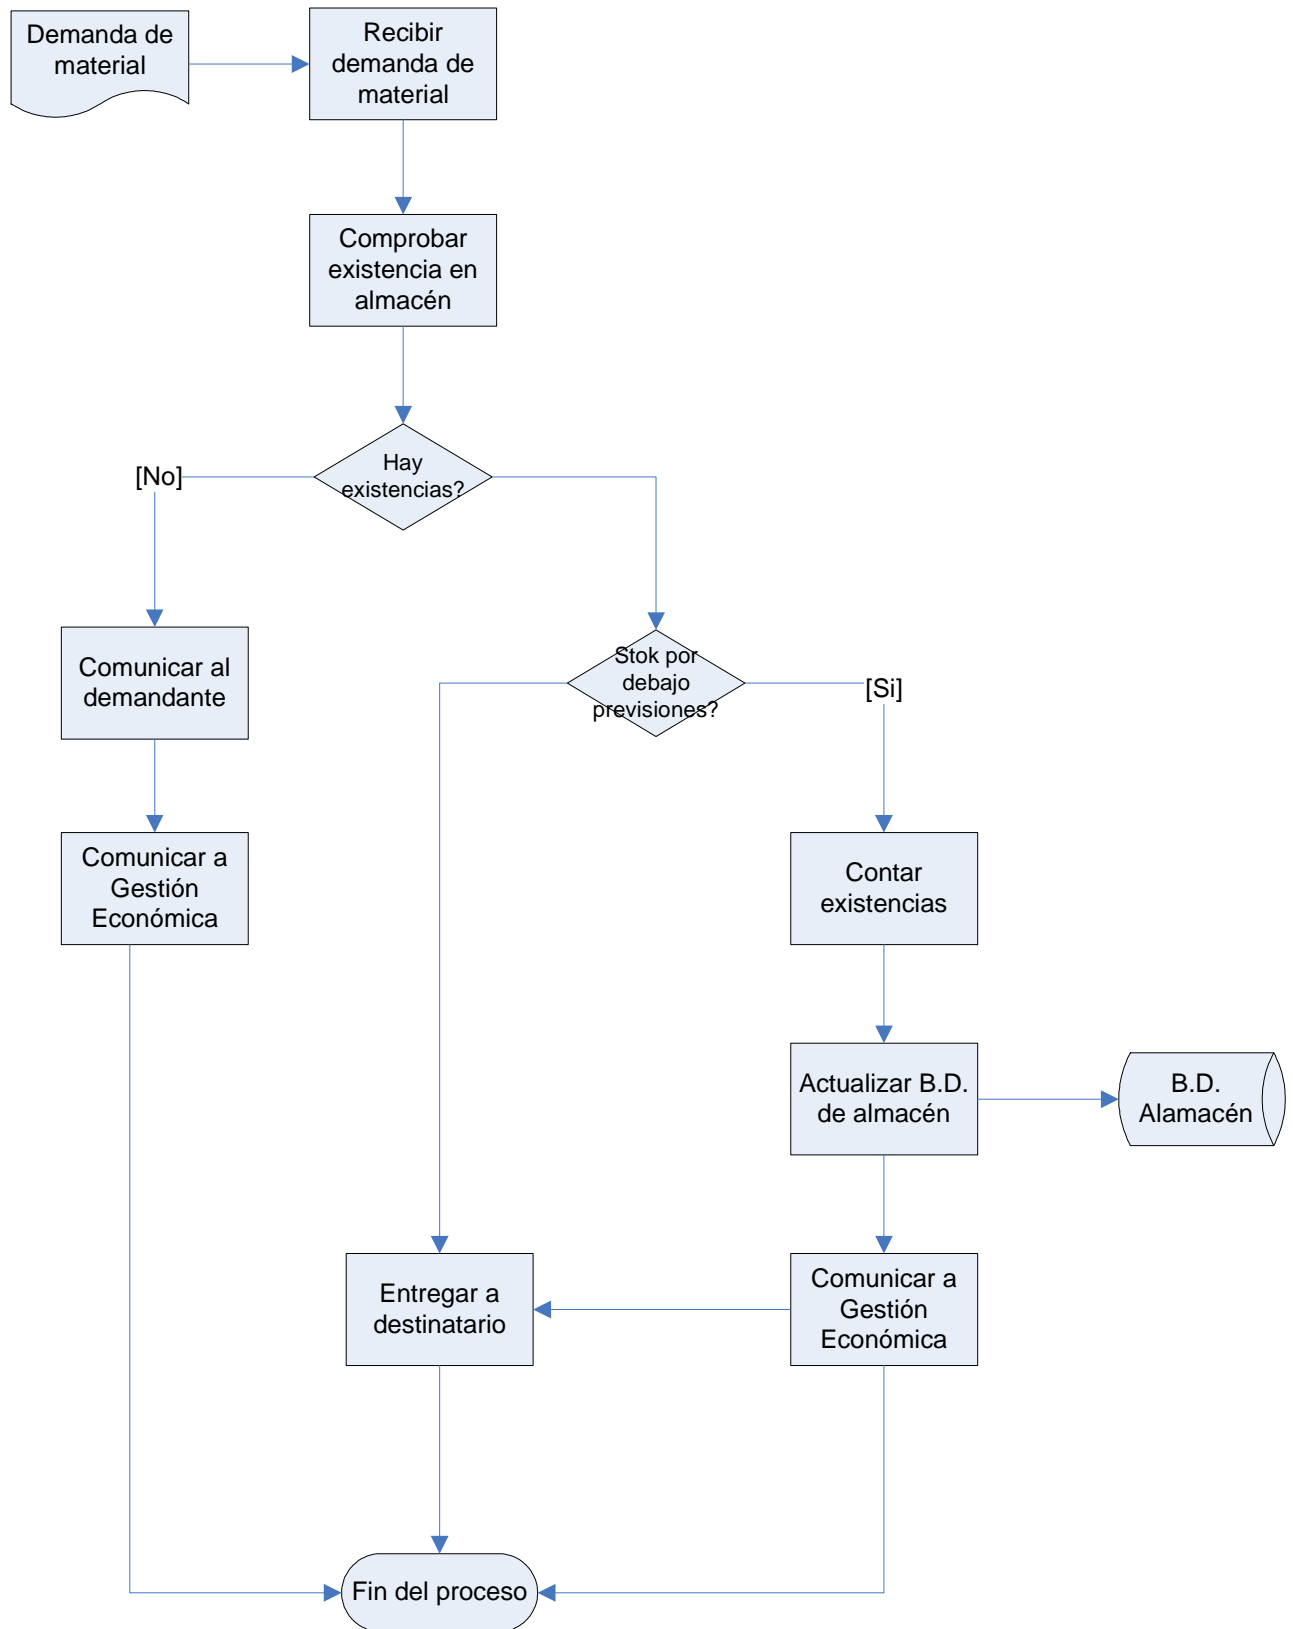 Demanda de
material
Recibir
demanda de
material
Comprobar
existencia en
almacén
Hay
existencias?
[No]
Stok por
debajo
previsiones?
[Si]
Comunicar al
demandante
Comunicar a
Gestión
Económica
Contar
existencias
Actualizar B.D.
de almacén
B.D.
Alamacén
Entregar a
destinatario
Comunicar a
Gestión
Económica
Fin del proceso